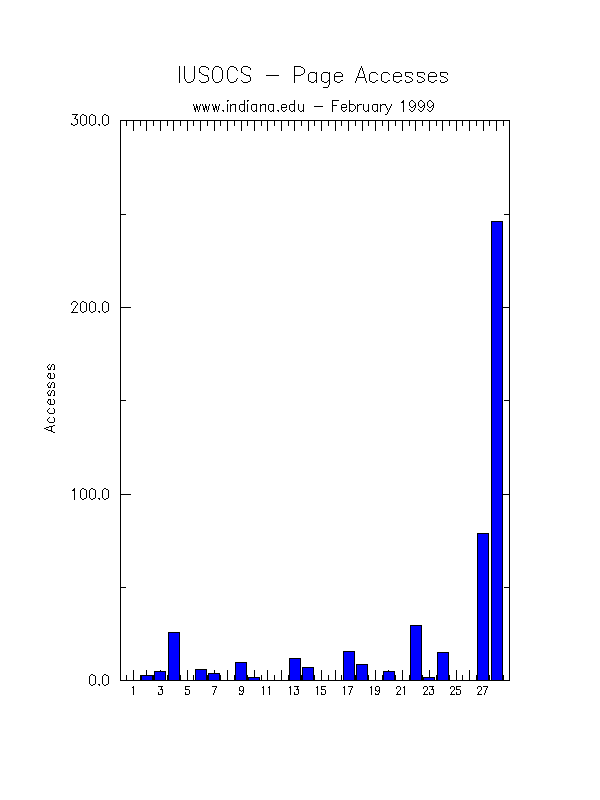 IUSOCS – Page Accesses
www.indiana.edu – February 1999
300.0
200.0
100.0
0.0
Accesses
1 3 5 7 9 11 13 15 17 19 21 23 25 27